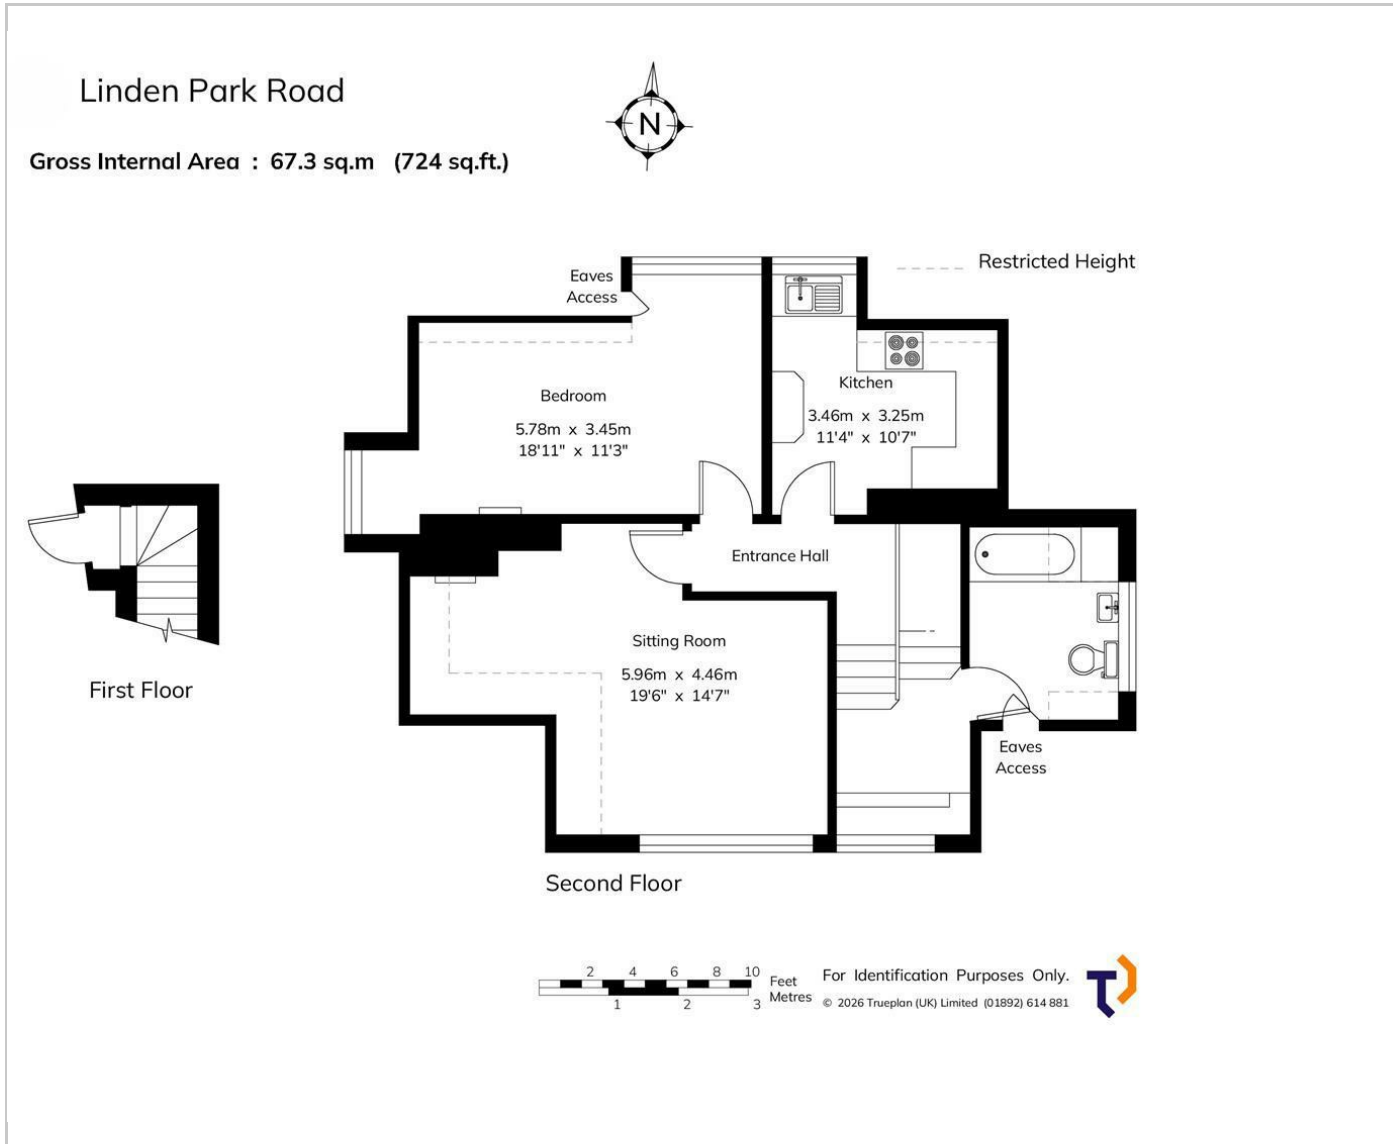 Linden Park Road
N
Gross Internal Area : 67.3 sq.m (724 sq.ft.)
Restricted Height
Eaves
Access
Bedroom
5.78m x 3.45m
18'11" x 11'3"
Kitchen
3.46m x 3.25m
11'4" x 10'7"
Entrance Hall
Sitting Room
5.96m x 4.46m
19'6" x 14'7"
First Floor
Eaves
Access
Second Floor
2 4 6 8 10
Feet
Metres
1 2 3
For Identification Purposes Only.
© 2026 Trueplan (UK) Limited (01892) 614 881